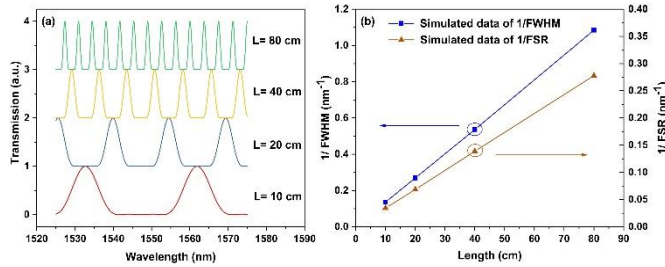 (a)
4
3
2
1
0
Transmission (a.u.)
L= 80 cm
L= 40 cm
L= 20 cm
L= 10 cm
1520 1530 1540 1550 1560 1570 1580 1590
Wavelength (nm)
(b)
Simulated data of 1/FWHM
Simulated data of 1/FSR
1.2
1.0
0.8
0.6
0.4
0.2
0.0
1/ FWHM (nm⁻¹)
0.40
0.35
0.30
0.25
0.20
0.15
0.10
0.05
0.00
1/ FSR (nm⁻¹)
0 10 20 30 40 50 60 70 80 90
Length (cm)